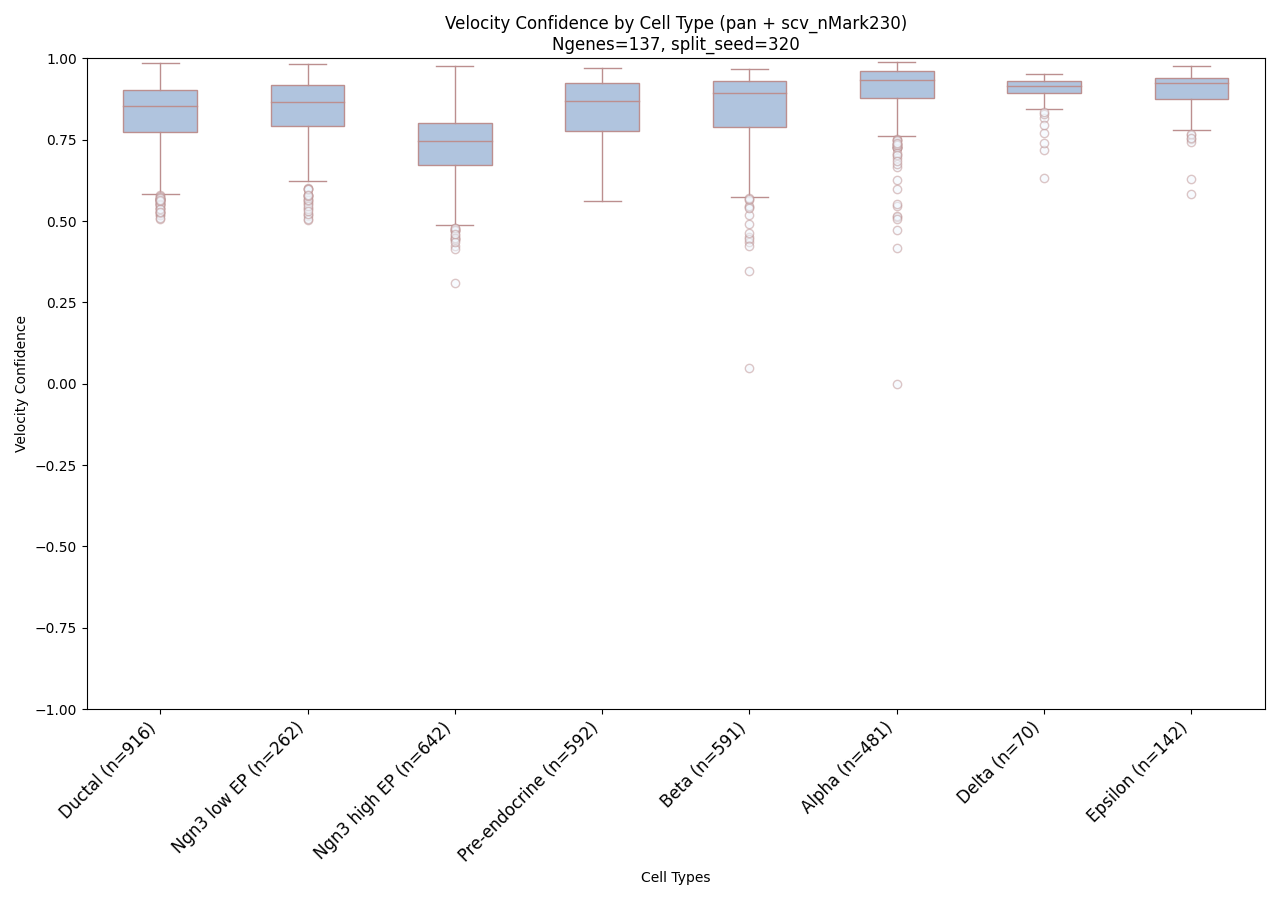 Velocity Confidence by Cell Type (pan + scv_nMark230)
Ngenes=137, split_seed=320
1.00
0.75
0.50
0.25
0.00
−0.25
−0.50
−0.75
−1.00
Velocity Confidence
Ductal (n=916)
Ngn3 low EP (n=262)
Ngn3 high EP (n=642)
Pre-endocrine (n=592)
Beta (n=591)
Alpha (n=481)
Delta (n=70)
Epsilon (n=142)
Cell Types